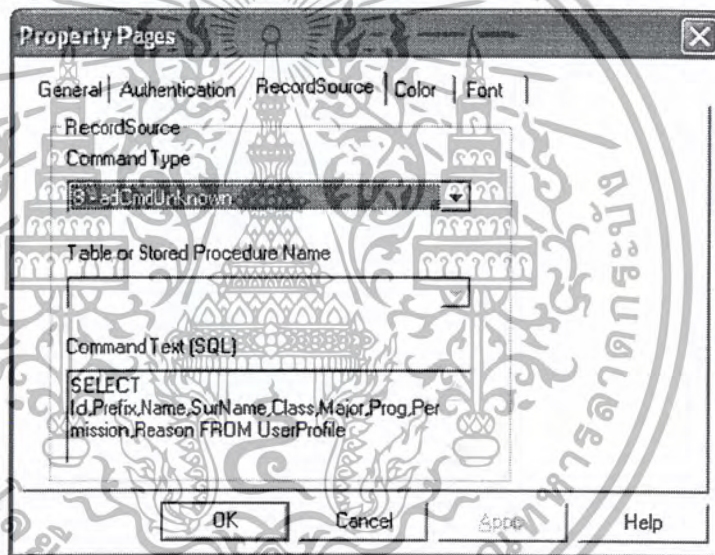 Property Pages
General Authentication RecordSource Color Font
RecordSource
Command Type
8 - adCmdUnknown
Table or Stored Procedure Name
Command Text (SQL)
SELECT
Id,Prefix,Name,SurName,Class,Major,Prog,Per
mission,Reason FROM UserProfile
OK Cancel Apply Help